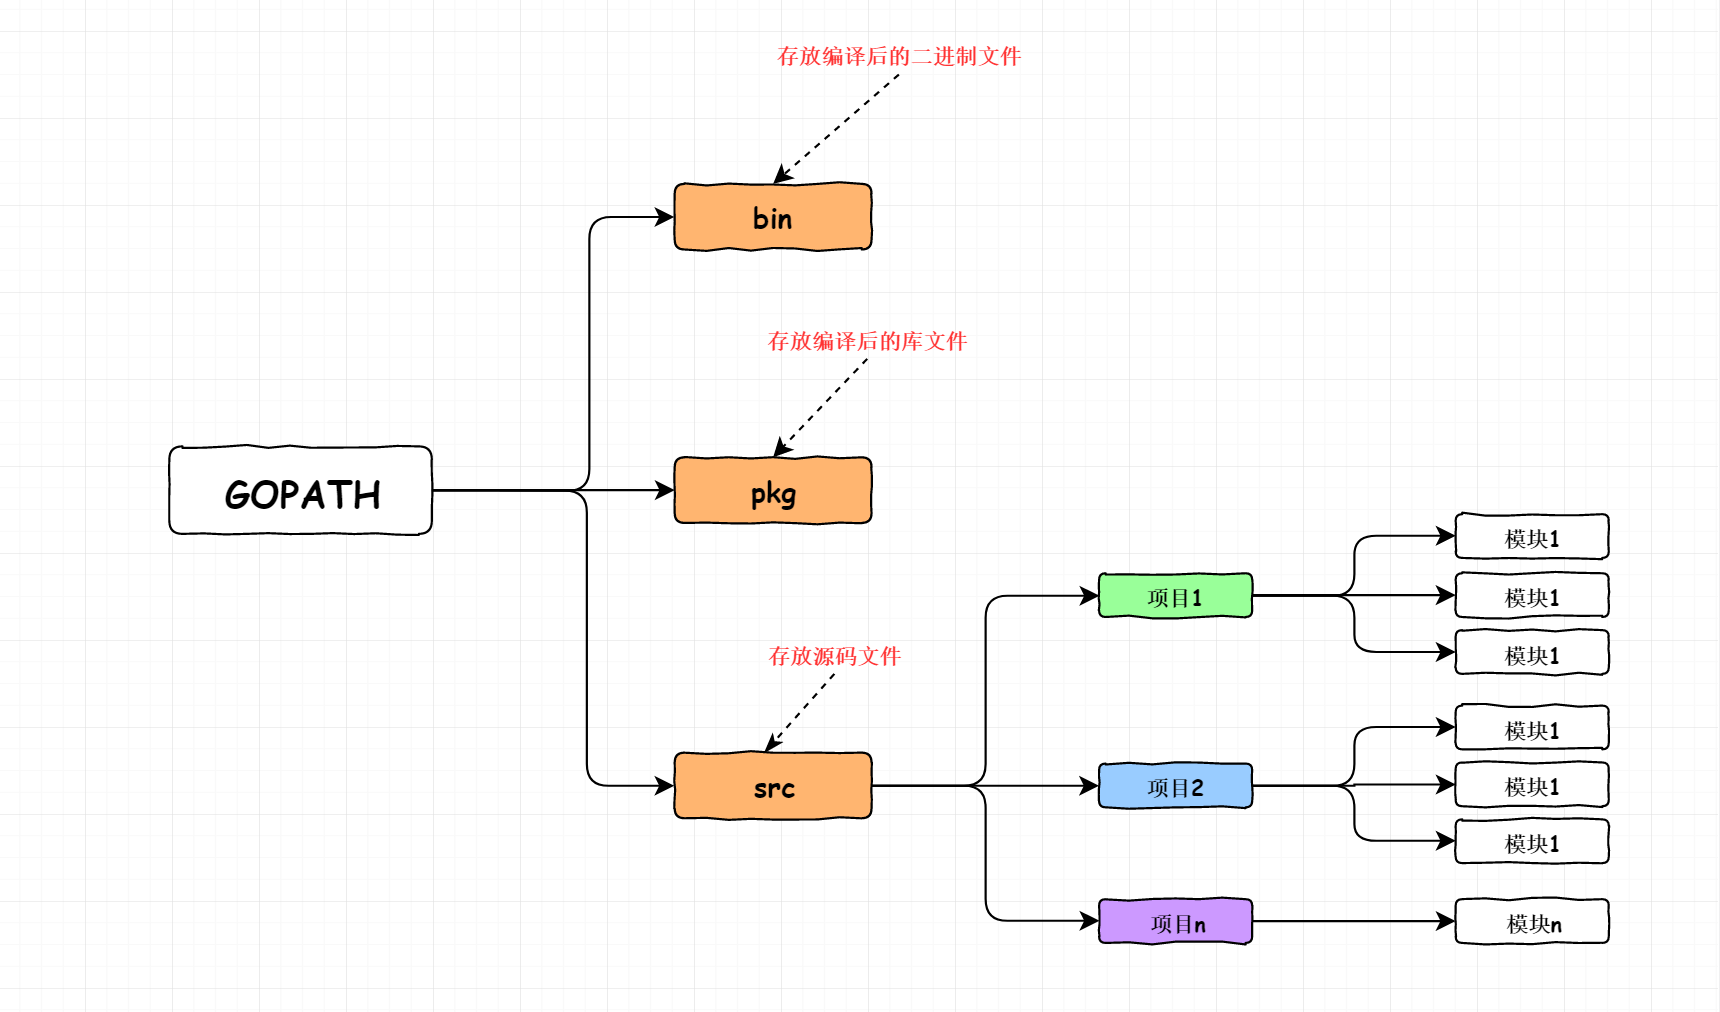 存放编译后的二进制文件
bin
存放编译后的库文件
GOPATH
pkg
模块1
项目1
模块1
模块1
存放源码文件
模块1
src
项目2
模块1
模块1
项目n
模块n